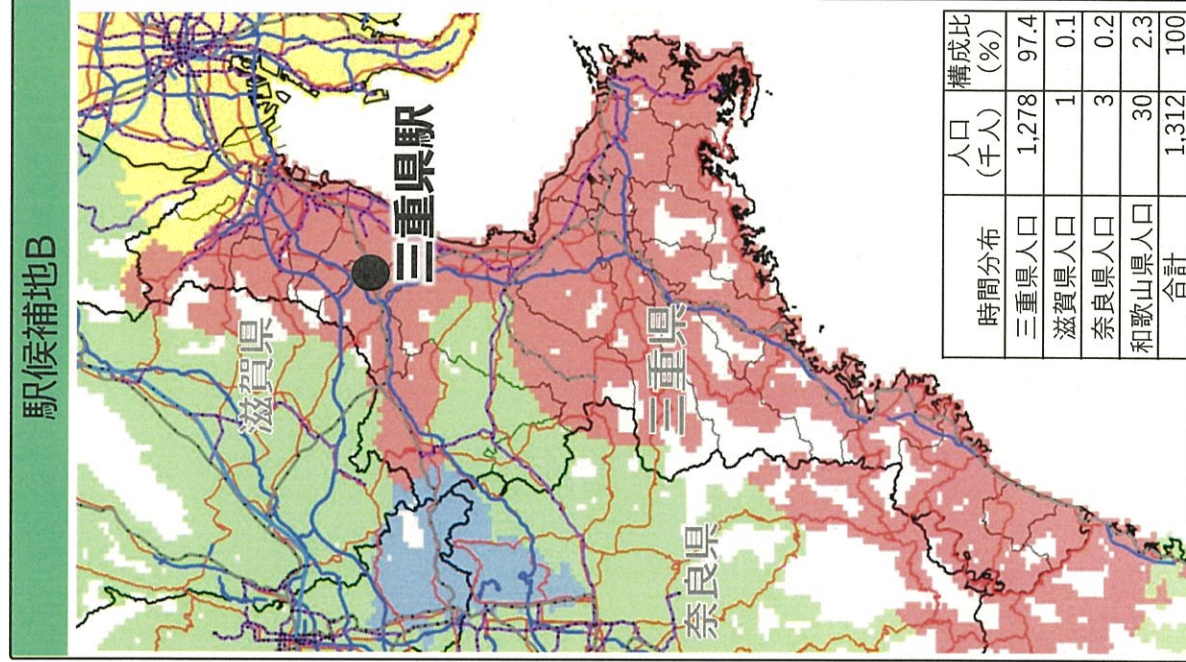 駅侯補地B
滋賀県
三重県駅
三重県
奈良県
時間分布 人口(千人) 構成比(%)
三重県人口 1,278 97.4
滋賀県人口 1 0.1
奈良県人口 3 0.2
和歌山県人口 30 2.3
合計 1,312 100